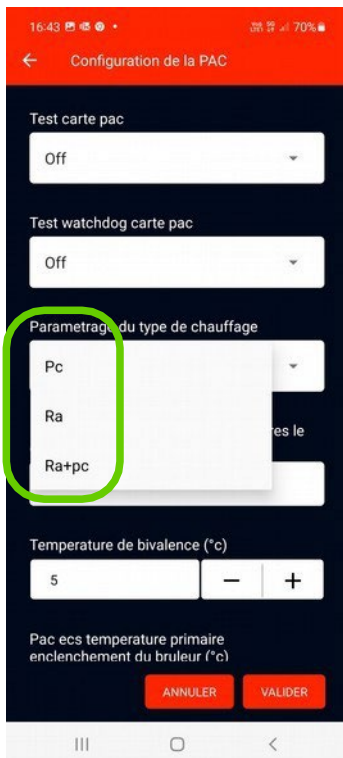 16:43
70%
Configuration de la PAC
Test carte pac
Off
Test watchdog carte pac
Off
Parametrage du type de chauffage
Pc
Ra
res le
Ra+pc
Temperature de bivalence (°c)
5
− +
Pac ecs temperature primaire
enclenchement du bruleur (°c)
ANNULER VALIDER